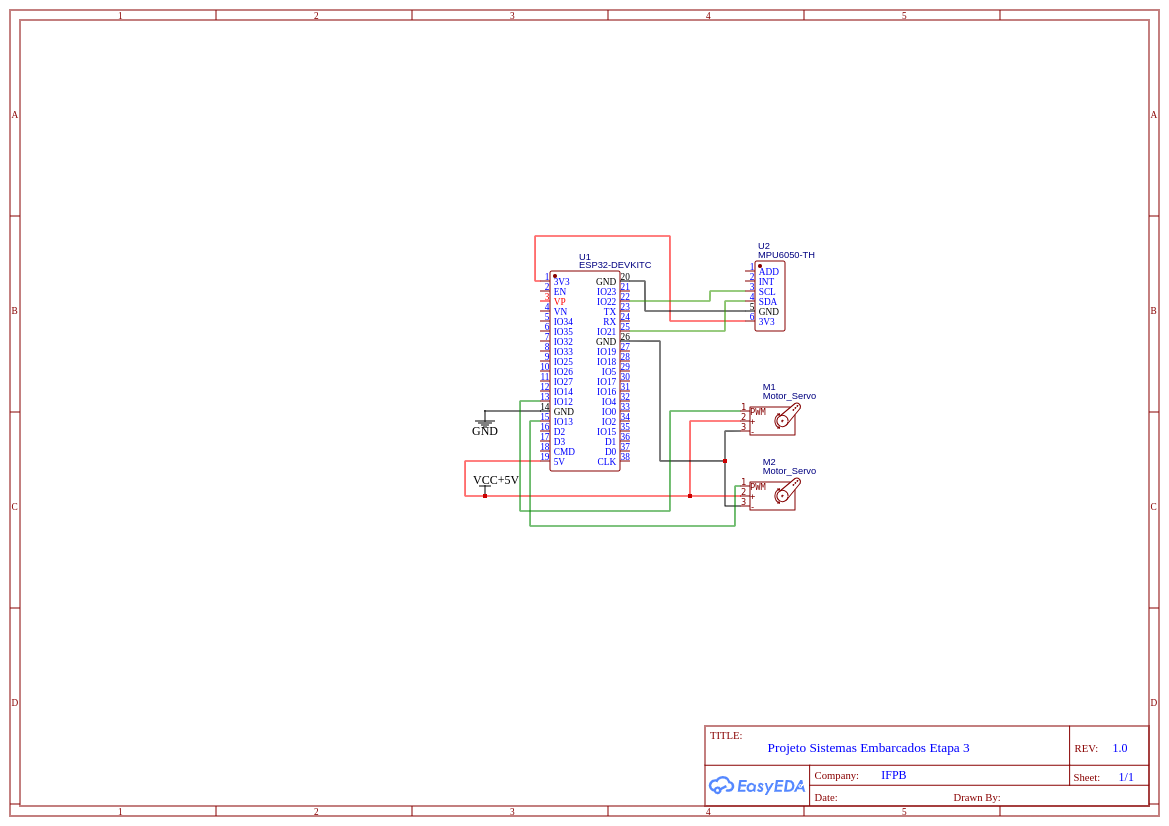 1 2 3 4 5
A A
B B
C C
D D
U1
ESP32-DEVKITC
1 3V3 GND 20
2 EN IO23 21
3 VP IO22 22
4 VN TX 23
5 IO34 RX 24
6 IO35 IO21 25
7 IO32 GND 26
8 IO33 IO19 27
9 IO25 IO18 28
10 IO26 IO5 29
11 IO27 IO17 30
12 IO14 IO16 31
13 IO12 IO4 32
14 GND IO0 33
15 IO13 IO2 34
16 D2 IO15 35
17 D3 D1 36
18 CMD D0 37
19 5V CLK 38
GND
VCC+5V
U2
MPU6050-TH
1 ADD
2 INT
3 SCL
4 SDA
5 GND
6 3V3
M1
Motor_Servo
1 PWM
2 +
3 -
M2
Motor_Servo
1 PWM
2 +
3 -
TITLE:
Projeto Sistemas Embarcados Etapa 3
REV: 1.0
EasyEDA
Company: IFPB
Sheet: 1/1
Date: Drawn By:
1 2 3 4 5